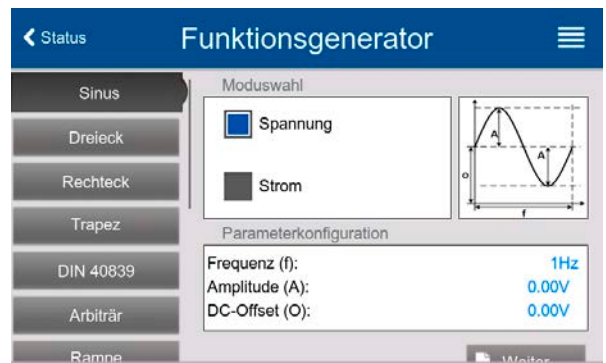 Status
Funktionsgenerator
Sinus
Dreieck
Rechteck
Trapez
DIN 40839
Arbiträr
Rampe
Moduswahl
Spannung
Strom
A
A
o
f
Parameterkonfiguration
Frequenz (f): 1Hz
Amplitude (A): 0.00V
DC-Offset (O): 0.00V
Weiter